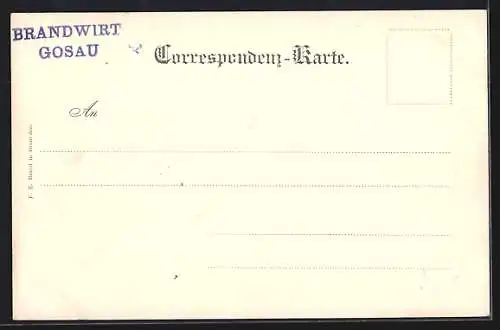 BRANDWIRT
GOSAU
Correspondenz-Karte.
An